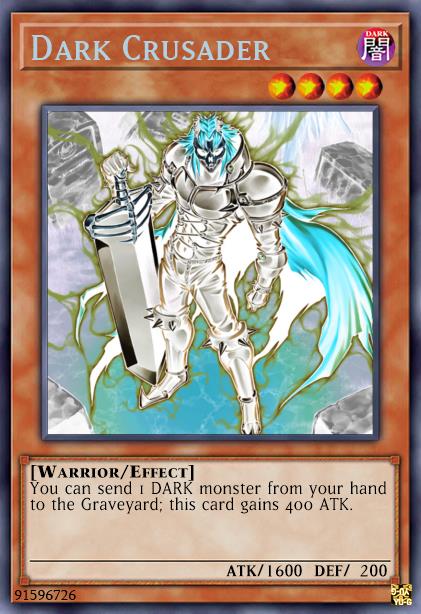 Dark Crusader
DARK
闇
[Warrior/Effect]
You can send 1 DARK monster from your hand
to the Graveyard; this card gains 400 ATK.
ATK/1600 DEF/ 200
91596726